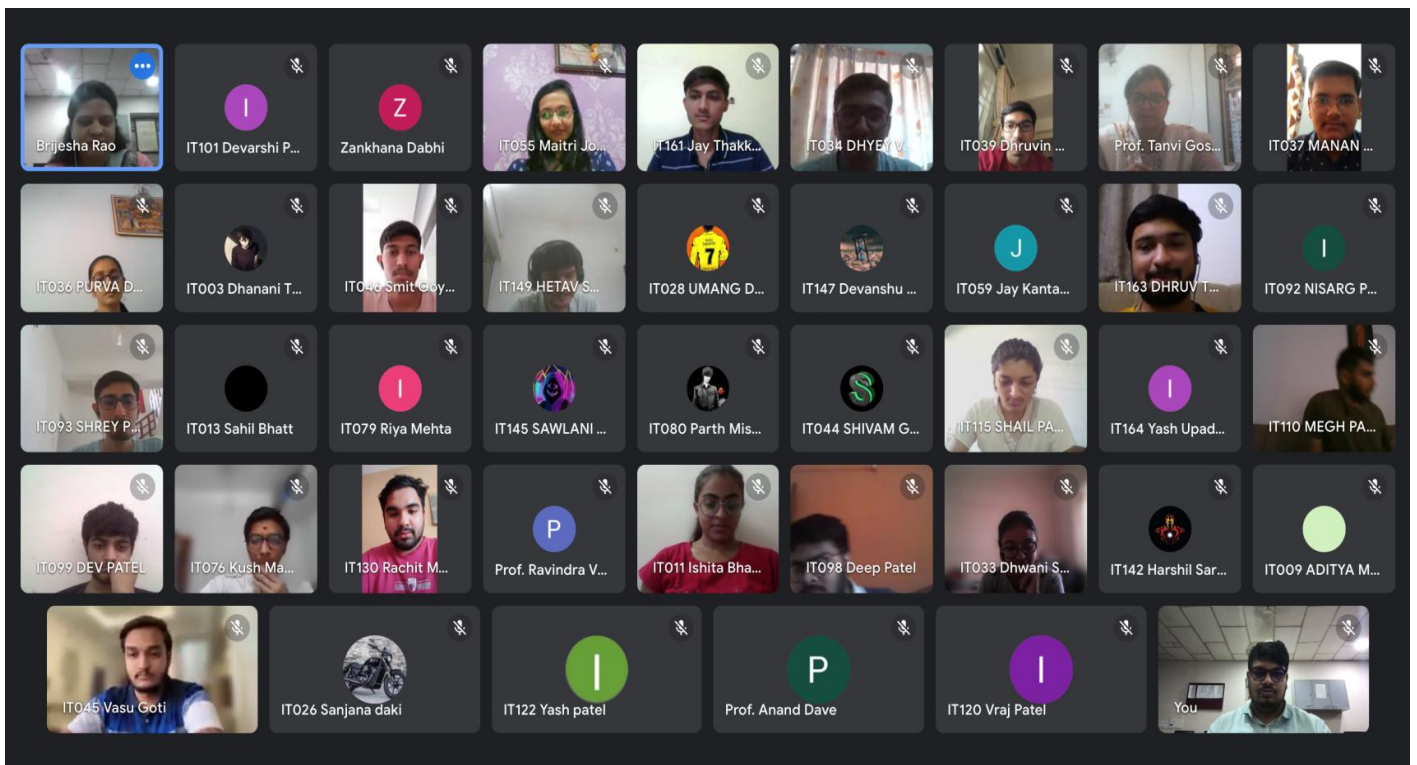 Brijesha Rao
I
IT101 Devarshi P...
Z
Zankhana Dabhi
IT055 Maitri Jo...
IT161 Jay Thakk...
IT034 DHYEY V...
IT039 Dhruvin ...
Prof. Tanvi Gos...
IT037 MANAN ...
IT036 PURVA D...
IT003 Dhanani T...
IT046 Smit Goy...
IT149 HETAV S...
7
IT028 UMANG D...
IT147 Devanshu ...
J
IT059 Jay Kanta...
IT163 DHRUV T...
I
IT092 NISARG P...
IT093 SHREY P...
IT013 Sahil Bhatt
I
IT079 Riya Mehta
IT145 SAWLANI ...
IT080 Parth Mis...
S
IT044 SHIVAM G...
IT115 SHAIL PA...
I
IT164 Yash Upad...
IT110 MEGH PA...
IT099 DEV PATEL
IT076 Kush Ma...
IT130 Rachit M...
P
Prof. Ravindra V...
IT011 Ishita Bha...
IT098 Deep Patel
IT033 Dhwani S...
IT142 Harshil Sar...
IT009 ADITYA M...
IT045 Vasu Goti
IT026 Sanjana daki
I
IT122 Yash patel
P
Prof. Anand Dave
I
IT120 Vraj Patel
You